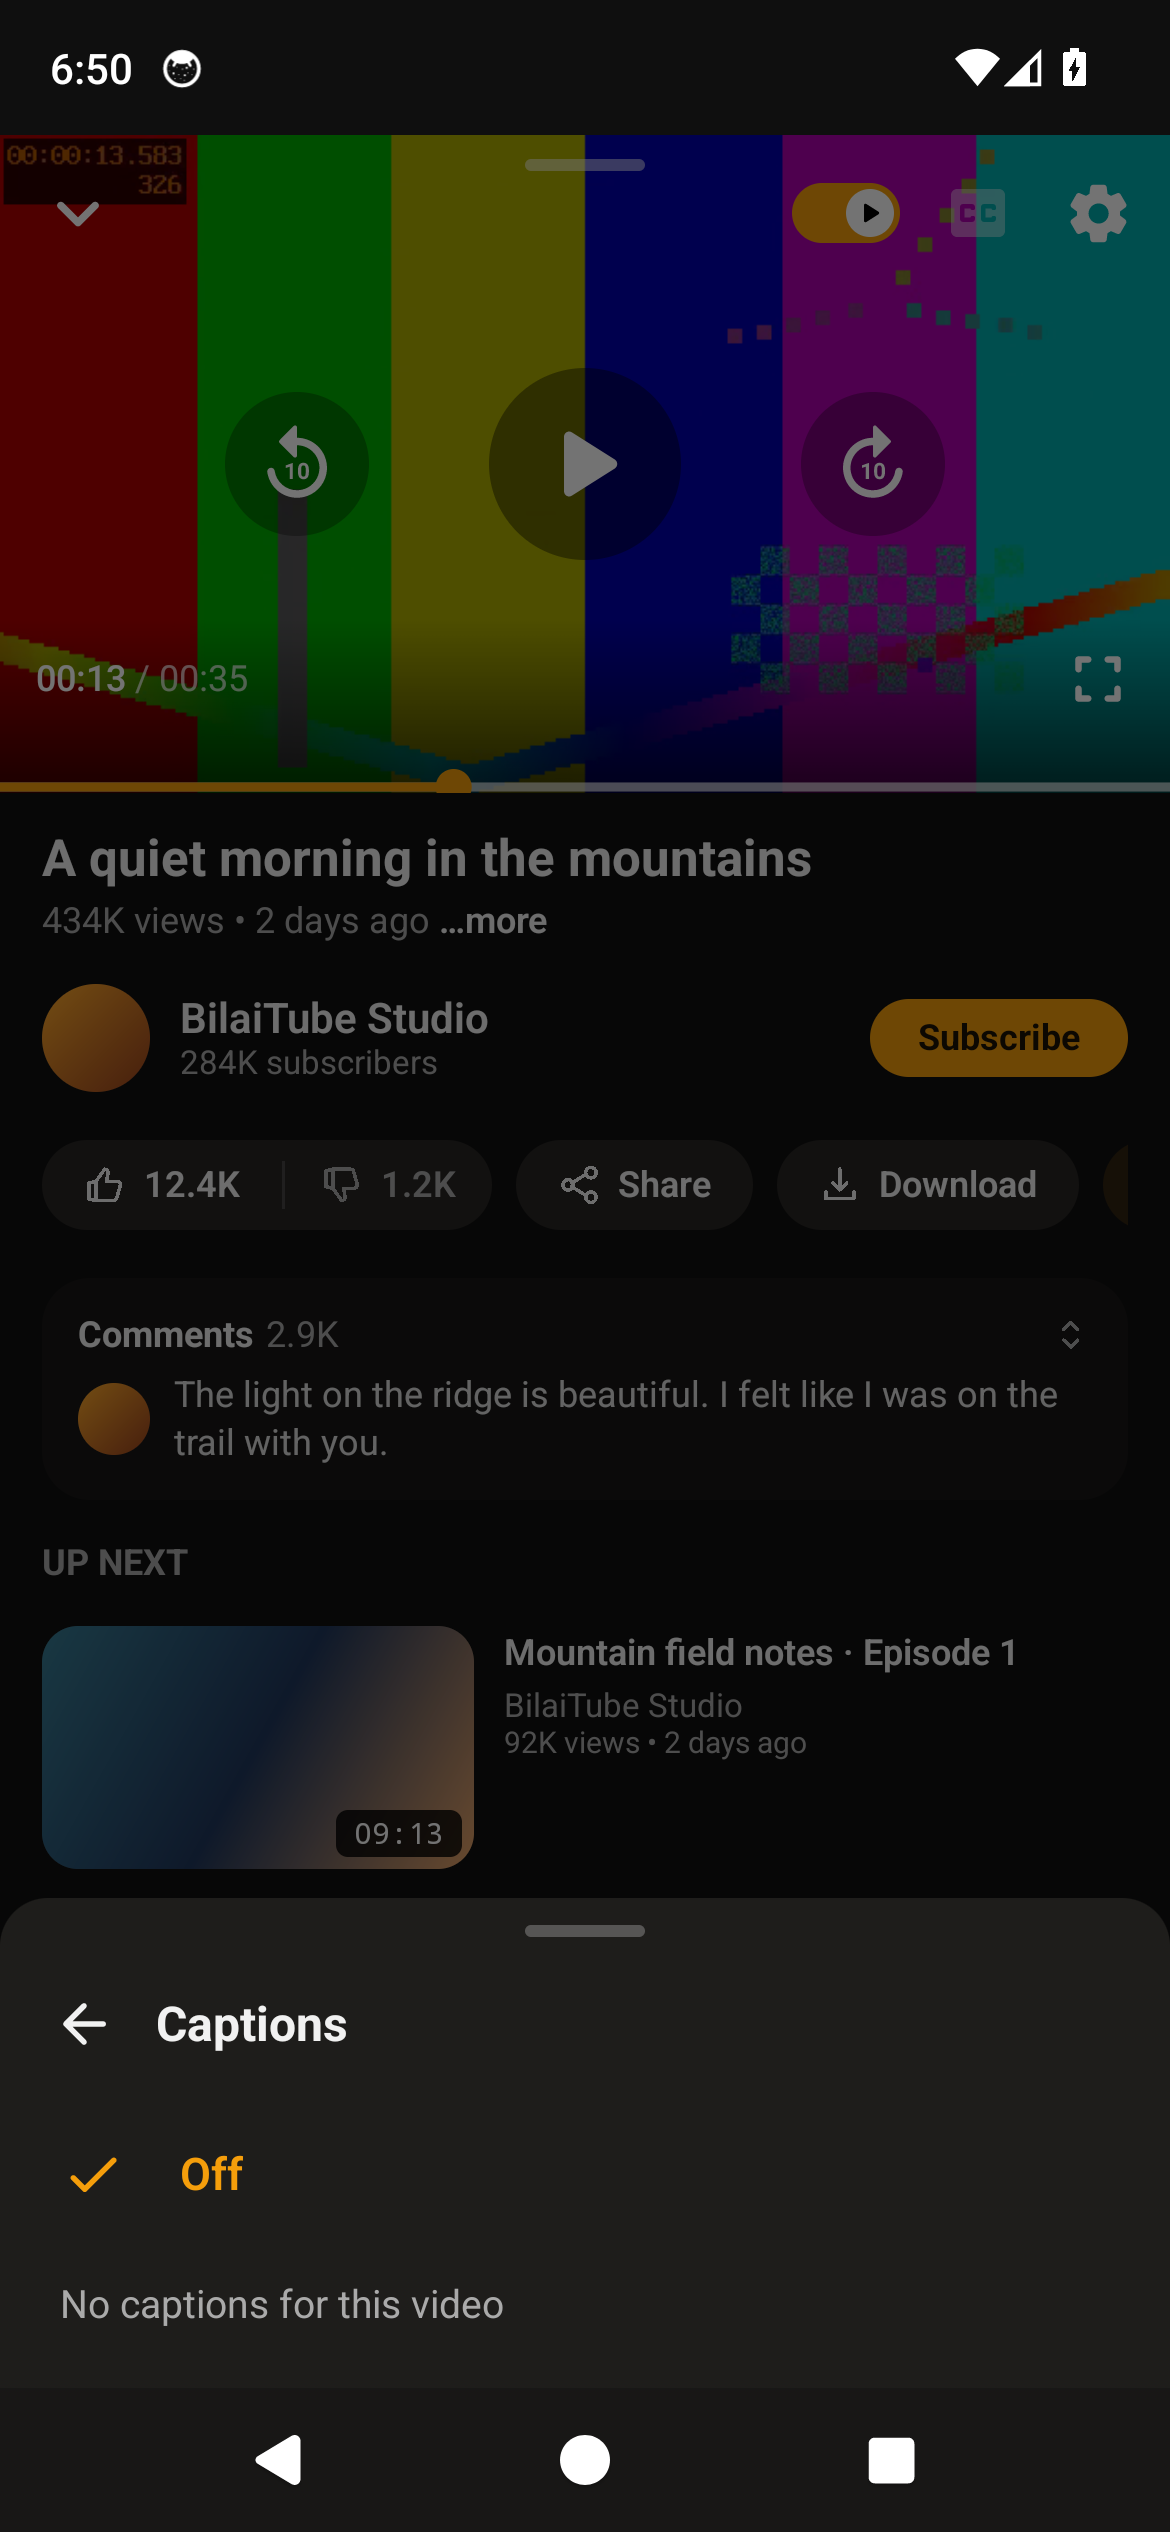 6:50
00:00:13.583
326
CC
10
10
00:13 / 00:35
A quiet morning in the mountains
434K views • 2 days ago ...more
BilaiTube Studio
284K subscribers
Subscribe
12.4K
1.2K
Share
Download
Comments 2.9K
The light on the ridge is beautiful. I felt like I was on the
trail with you.
UP NEXT
Mountain field notes · Episode 1
BilaiTube Studio
92K views • 2 days ago
09:13
Captions
Off
No captions for this video